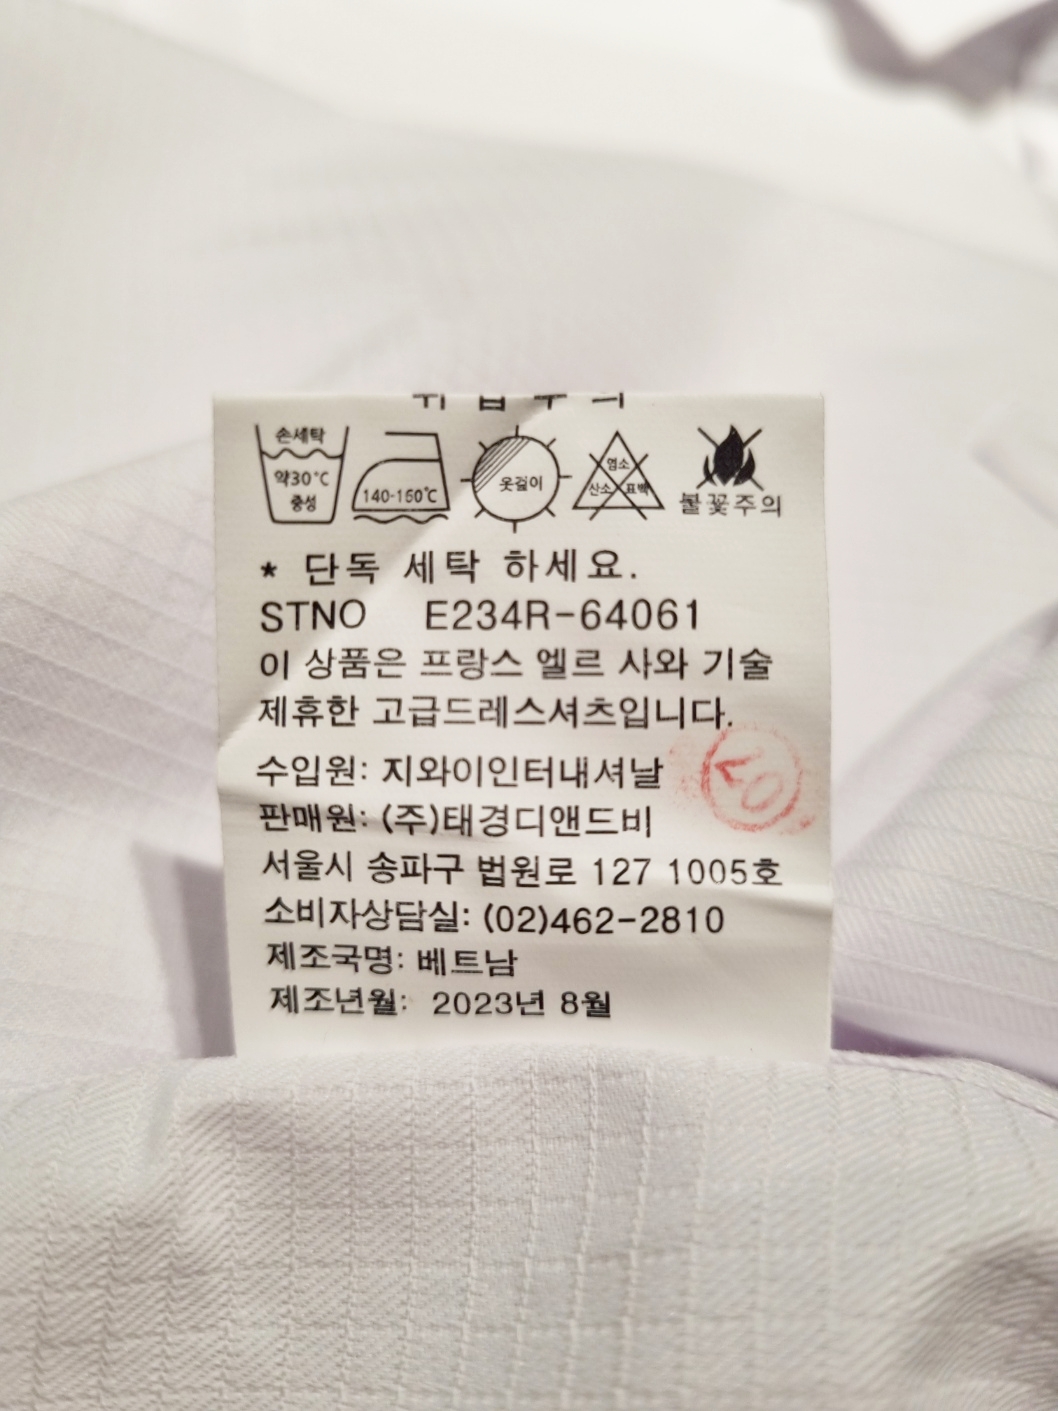 취급주의
손세탁
약30℃
중성
140-160℃
옷걸이
염소
산소 표백
불꽃주의
* 단독 세탁 하세요.
STNO E234R-64061
이 상품은 프랑스 엘르 사와 기술
제휴한 고급드레스셔츠입니다.
수입원: 지와이인터내셔날
판매원: (주)태경디앤드비
서울시 송파구 법원로 127 1005호
소비자상담실: (02)462-2810
제조국명: 베트남
제조년월: 2023년 8월